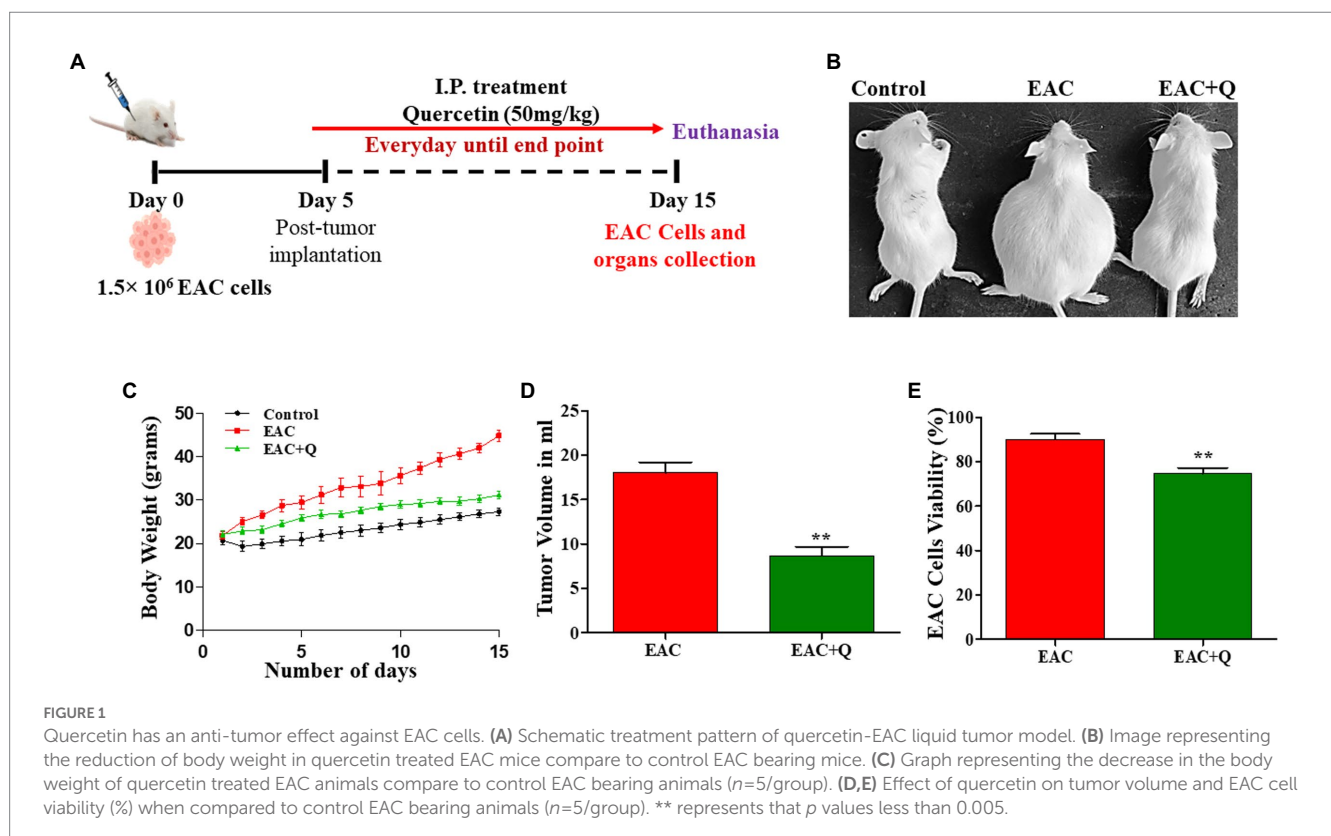 A
I.P. treatment
Quercetin (50mg/kg)
Everyday until end point
Euthanasia
Day 0
Day 5
Day 15
Post-tumor
implantation
EAC Cells and
organs collection
1.5× 10⁶ EAC cells
B
Control EAC EAC+Q
C
Control
EAC
EAC+Q
Body Weight (grams)
50
40
30
20
10
0
0 5 10 15
Number of days
D
Tumor Volume in ml
25
20
15
10
5
0
**
EAC EAC+Q
E
EAC Cells Viability (%)
100
80
60
40
20
0
**
EAC EAC+Q
FIGURE 1
Quercetin has an anti-tumor effect against EAC cells. (A) Schematic treatment pattern of quercetin-EAC liquid tumor model. (B) Image representing
the reduction of body weight in quercetin treated EAC mice compare to control EAC bearing mice. (C) Graph representing the decrease in the body
weight of quercetin treated EAC animals compare to control EAC bearing animals (n=5/group). (D,E) Effect of quercetin on tumor volume and EAC cell
viability (%) when compared to control EAC bearing animals (n=5/group). ** represents that p values less than 0.005.